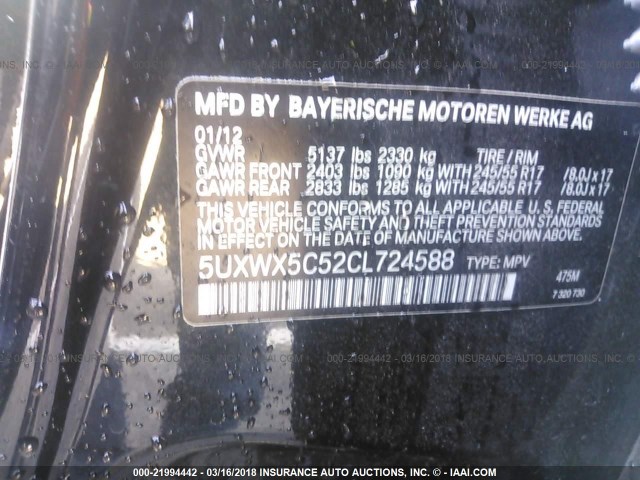 MFD BY BAYERISCHE MOTOREN WERKE AG
01/12
GVWR 5137 lbs 2330 kg TIRE / RIM
GAWR FRONT 2403 lbs 1090 kg WITH 245/55 R17 /8.0J x 17
GAWR REAR 2833 lbs 1285 kg WITH 245/55 R17 /8.0J x 17
THIS VEHICLE CONFORMS TO ALL APPLICABLE U. S. FEDERAL
MOTOR VEHICLE SAFETY AND THEFT PREVENTION STANDARDS
IN EFFECT ON THE DATE OF MANUFACTURE SHOWN ABOVE.
5UXWX5C52CL724588 TYPE: MPV
475M
7 320 730
000-21994442 - 03/16/2018 INSURANCE AUTO AUCTIONS, INC. - © IAAI.COM